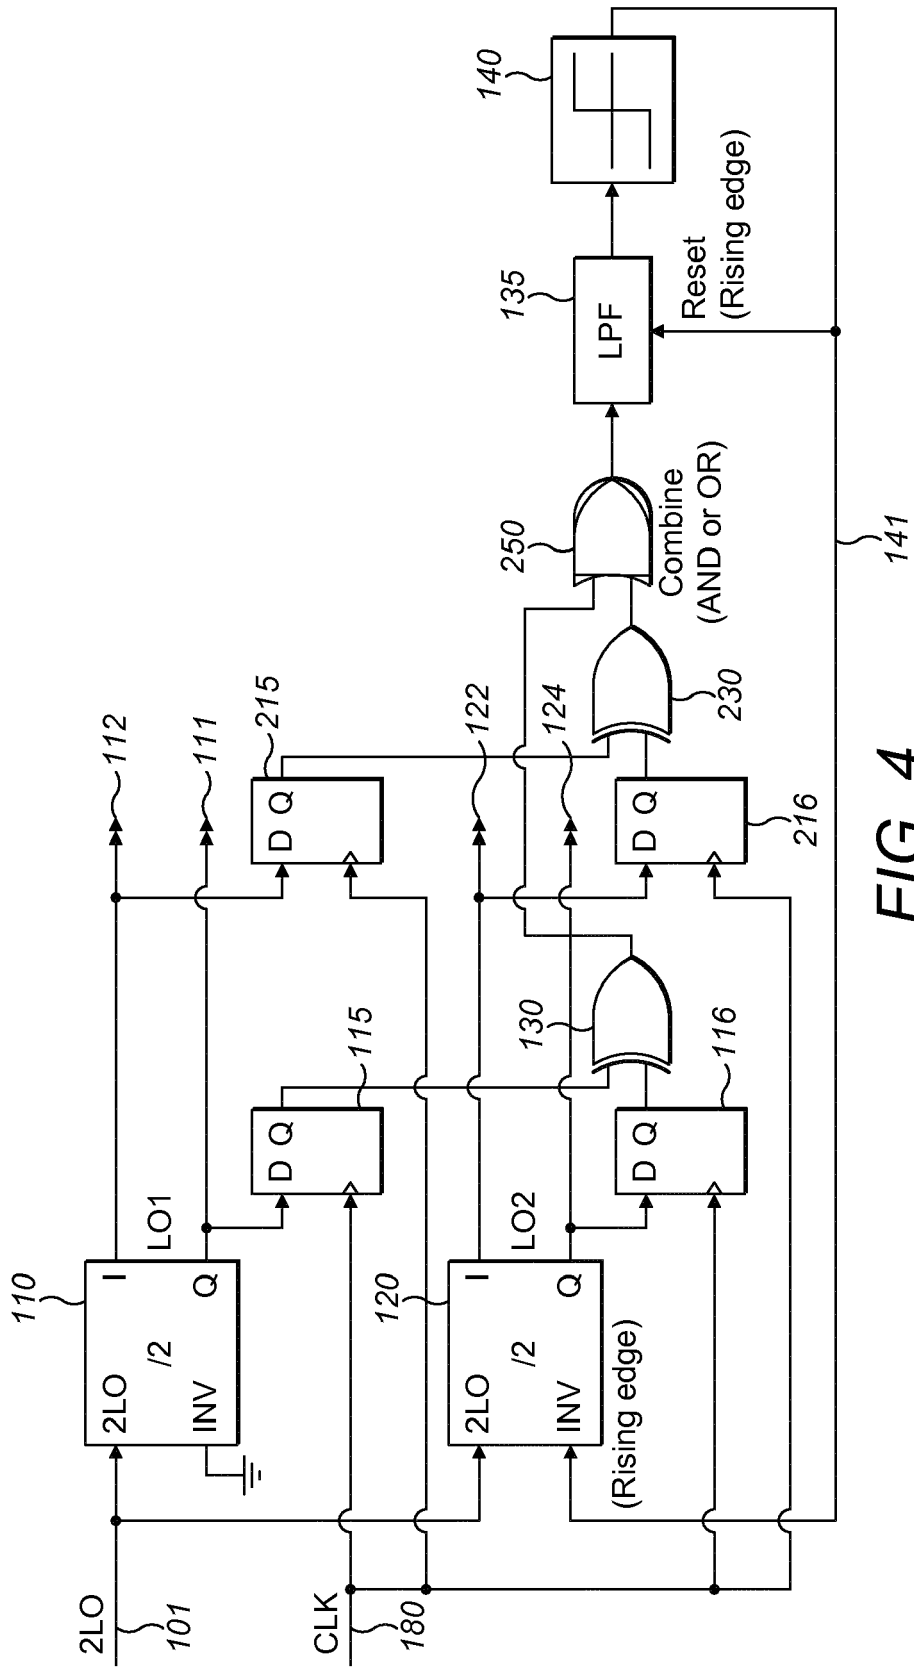 2LO
101
CLK
180
110
2LO
I
/2
INV
Q
LO1
112
111
D Q
115
D Q
215
120
2LO
I
/2
INV
Q
LO2
(Rising edge)
122
124
D Q
116
130
D Q
216
230
250
Combine
(AND or OR)
135
LPF
Reset
(Rising edge)
140
141
FIG. 4